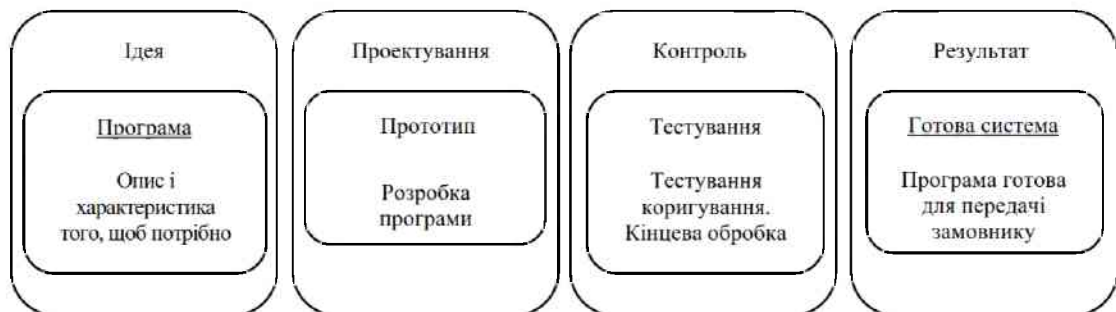 Ідея
Програма
Опис і
характеристика
того, щоб потрібно
Проектування
Прототип
Розробка
програми
Контроль
Тестування
Тестування
коригування.
Кінцева обробка
Результат
Готова система
Програма готова
для передачі
замовнику